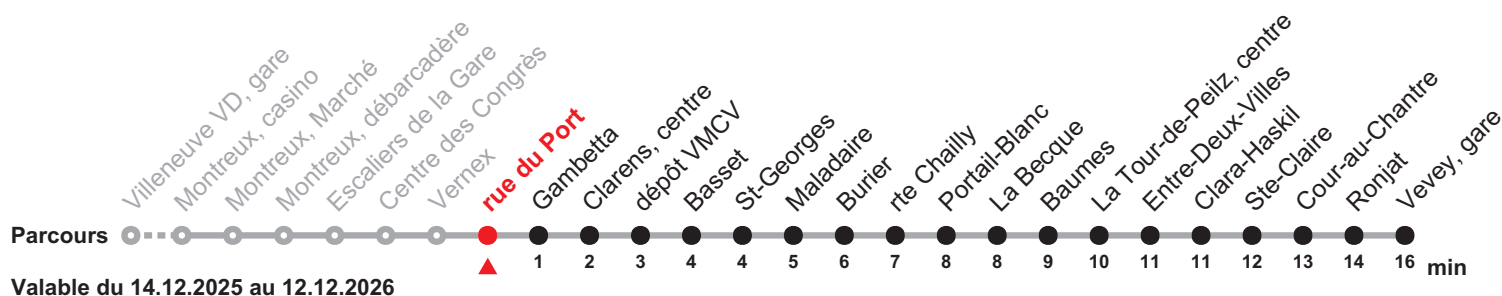 Villeneuve VD, gare
Montreux, casino
Montreux, Marché
Montreux, débarcadère
Escaliers de la Gare
Centre des Congrès
Vernex
rue du Port
Gambetta
Clarens, centre
dépôt VMCV
Basset
St-Georges
Maladaire
Burier
rte Chailly
Portail-Blanc
La Becque
Baumes
La Tour-de-Peilz, centre
Entre-Deux-Villes
Clara-Haskil
Ste-Claire
Cour-au-Chantre
Ronjat
Vevey, gare
Parcours
1 2 3 4 4 5 6 7 8 8 9 10 11 11 12 13 14 16 min
Valable du 14.12.2025 au 12.12.2026